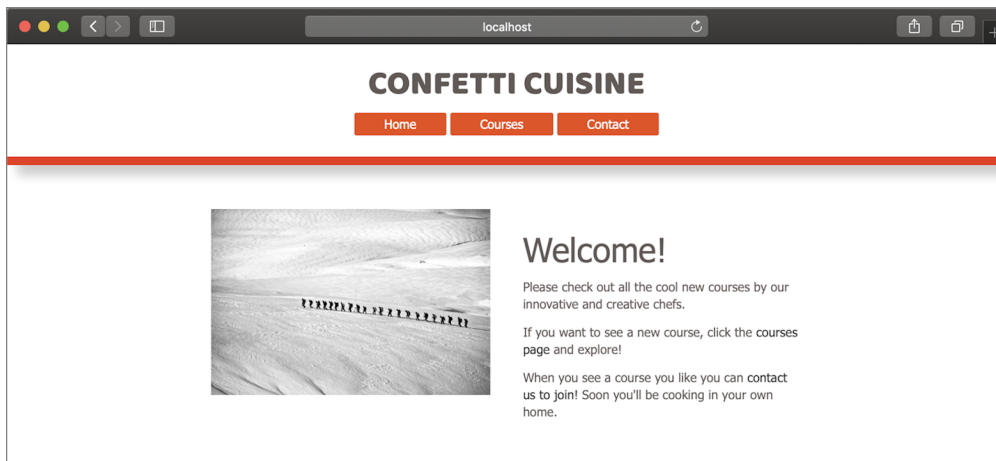 localhost
CONFETTI CUISINE
Home Courses Contact
Welcome!
Please check out all the cool new courses by our
innovative and creative chefs.
If you want to see a new course, click the courses
page and explore!
When you see a course you like you can contact
us to join! Soon you'll be cooking in your own
home.